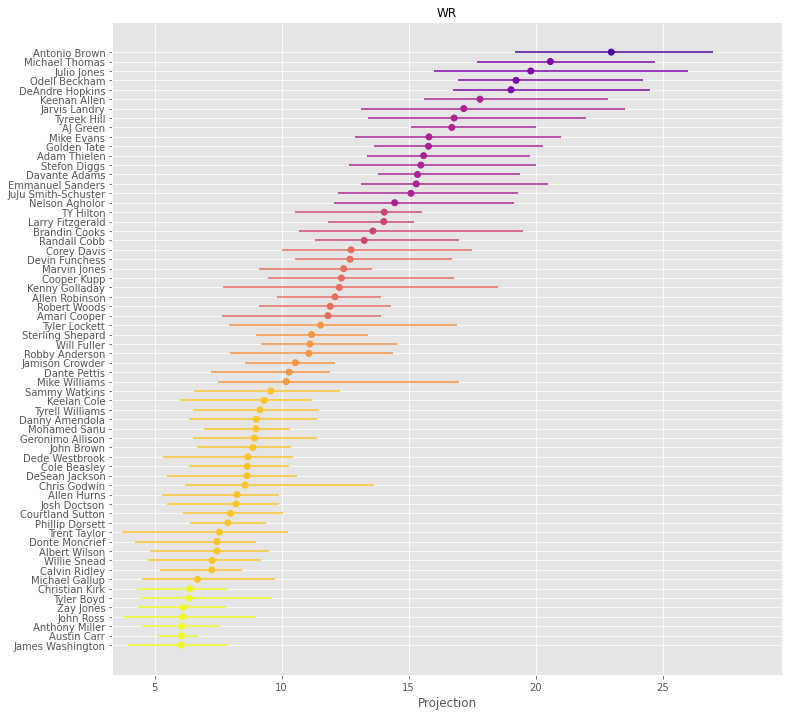 WR
Antonio Brown
Michael Thomas
Julio Jones
Odell Beckham
DeAndre Hopkins
Keenan Allen
Jarvis Landry
Tyreek Hill
AJ Green
Mike Evans
Golden Tate
Adam Thielen
Stefon Diggs
Davante Adams
Emmanuel Sanders
JuJu Smith-Schuster
Nelson Agholor
TY Hilton
Larry Fitzgerald
Brandin Cooks
Randall Cobb
Corey Davis
Devin Funchess
Marvin Jones
Cooper Kupp
Kenny Golladay
Allen Robinson
Robert Woods
Amari Cooper
Tyler Lockett
Sterling Shepard
Will Fuller
Robby Anderson
Jamison Crowder
Dante Pettis
Mike Williams
Sammy Watkins
Keelan Cole
Tyrell Williams
Danny Amendola
Mohamed Sanu
Geronimo Allison
John Brown
Dede Westbrook
Cole Beasley
DeSean Jackson
Chris Godwin
Allen Hurns
Josh Doctson
Courtland Sutton
Phillip Dorsett
Trent Taylor
Donte Moncrief
Albert Wilson
Willie Snead
Calvin Ridley
Michael Gallup
Christian Kirk
Tyler Boyd
Zay Jones
John Ross
Anthony Miller
Austin Carr
James Washington
5 10 15 20 25
Projection